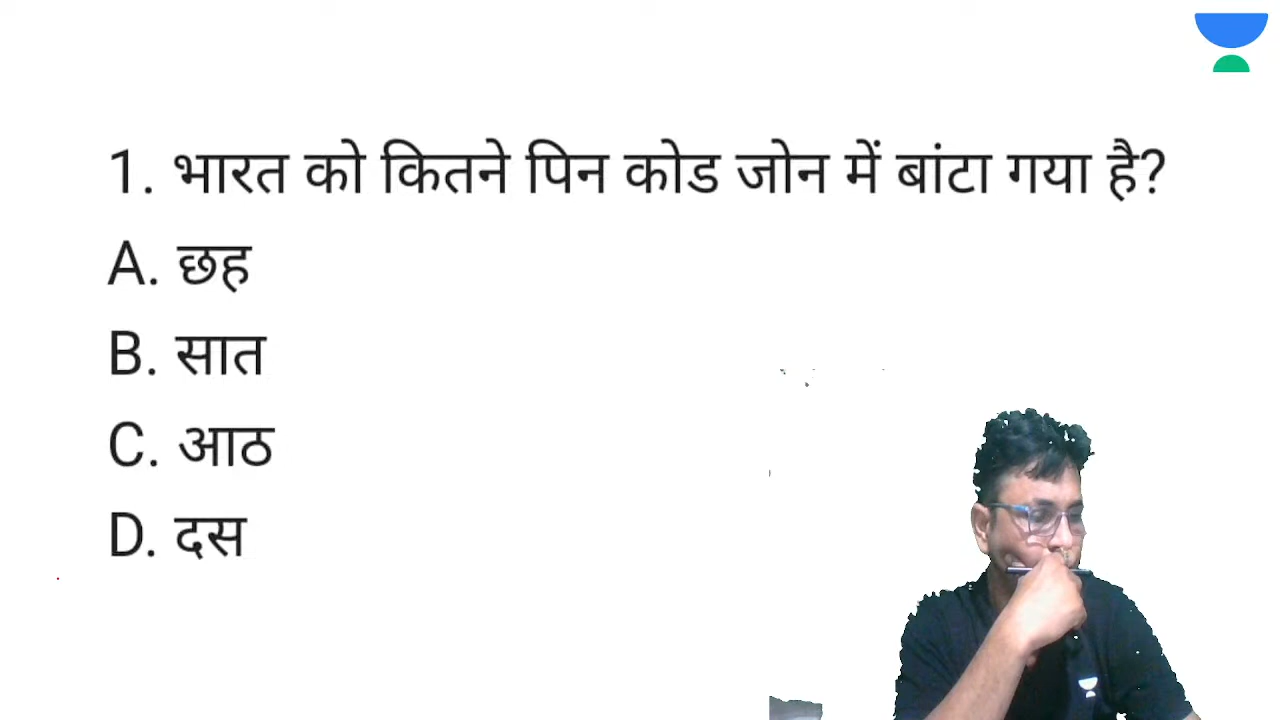 1. भारत को कितने पिन कोड जोन में बांटा गया है?
A. छह
B. सात
C. आठ
D. दस